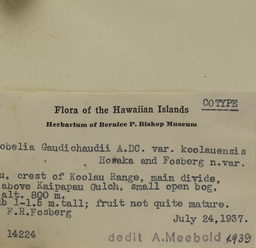 COTYPE
Flora of the Hawaiian Islands
Herbarium of Bernice P. Bishop Museum
obelia Gaudichaudii A.DC. var. koolauensis
Hosaka and Fosberg n.var.
u, crest of Koolau Range, main divide,
above Kaipapau Gulch, small open bog,
alt. 800 m.
b 1-1.5 m.tall; fruit not quite mature.
F.R.Fosberg
July 24,1937.
14224
dedit A.Meebold 1939